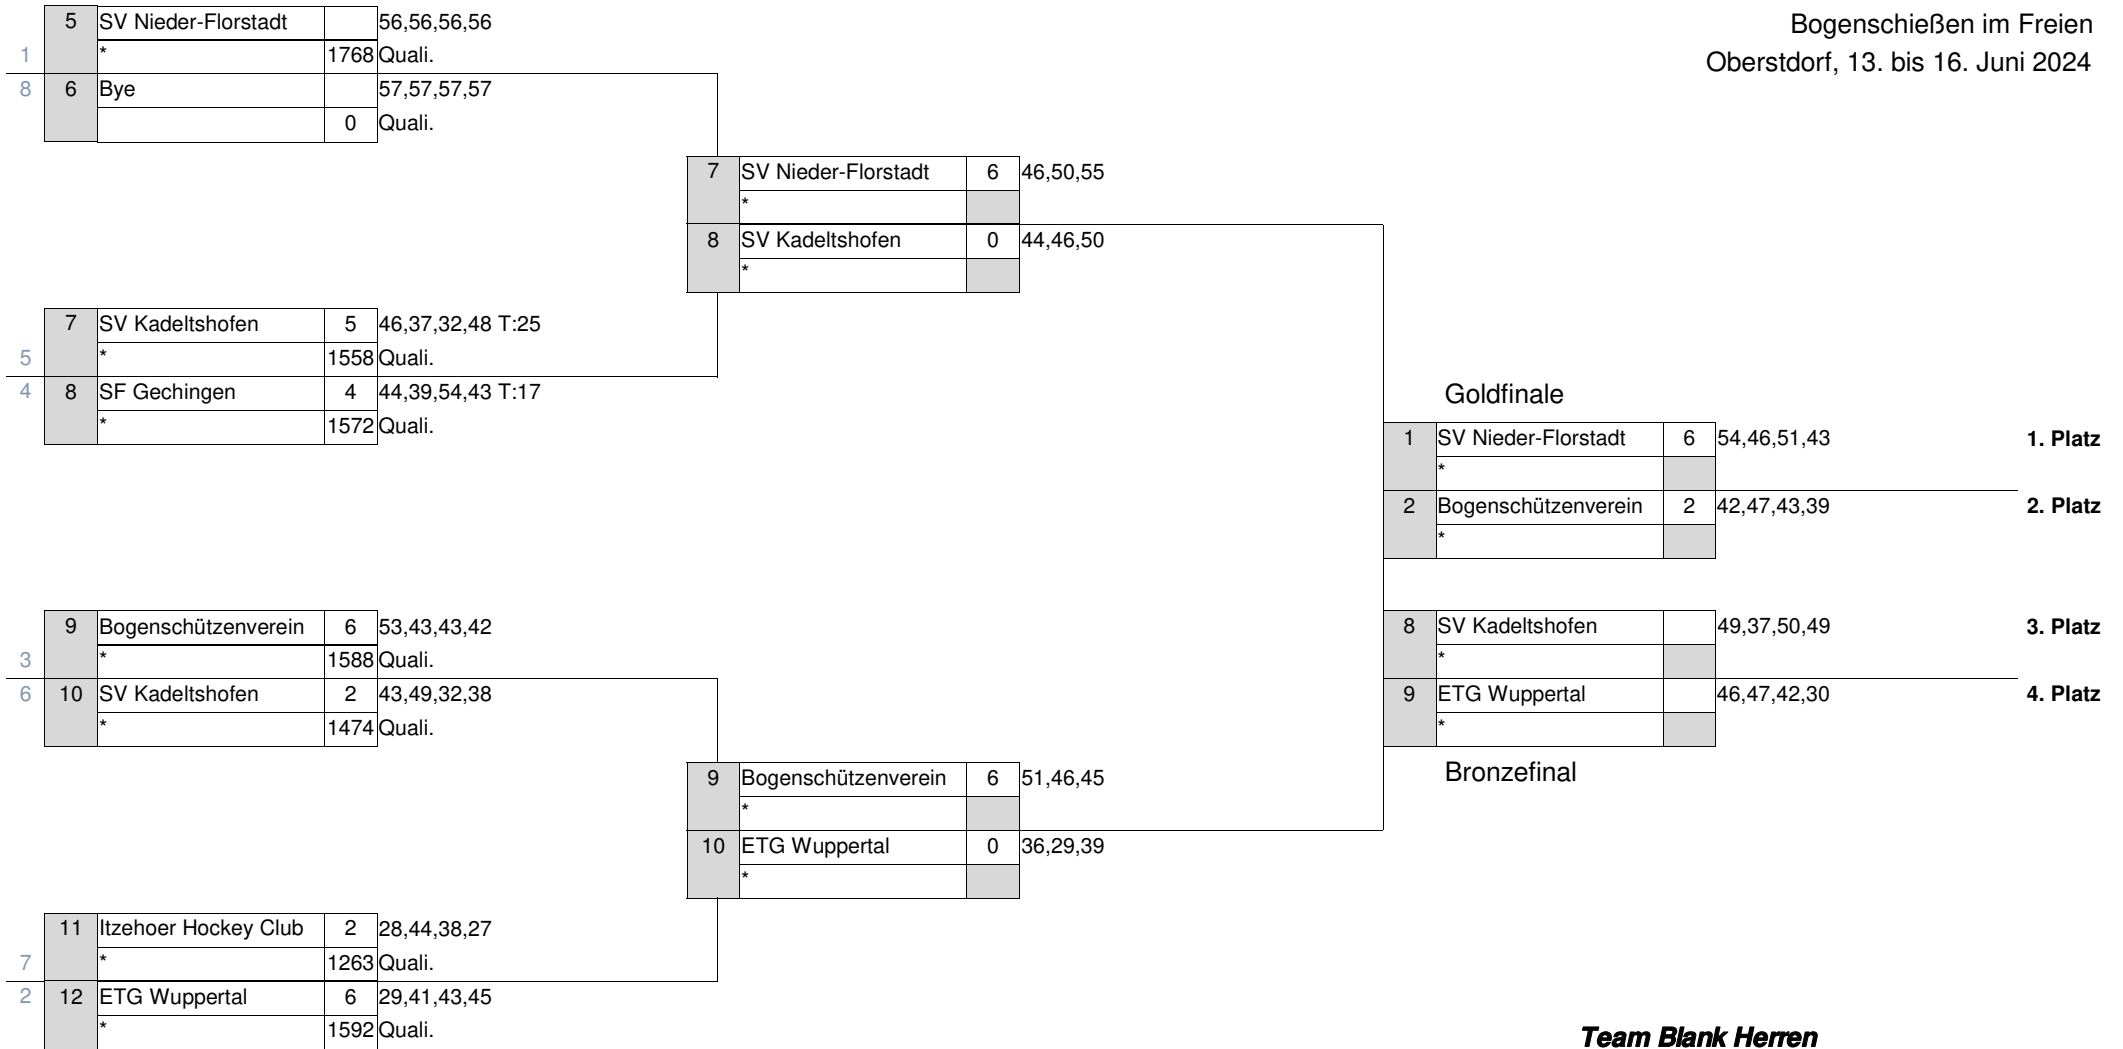 Bogenschießen im Freien
Oberstdorf, 13. bis 16. Juni 2024
5 SV Nieder-Florstadt 56,56,56,56
1 * 1768 Quali.
8 6 Bye 57,57,57,57
0 Quali.
7 SV Nieder-Florstadt 6 46,50,55
*
8 SV Kadeltshofen 0 44,46,50
*
7 SV Kadeltshofen 5 46,37,32,48 T:25
5 * 1558 Quali.
4 8 SF Gechingen 4 44,39,54,43 T:17
* 1572 Quali.
Goldfinale
1 SV Nieder-Florstadt 6 54,46,51,43 1. Platz
*
2 Bogenschützenverein 2 42,47,43,39 2. Platz
*
9 Bogenschützenverein 6 53,43,43,42
3 * 1588 Quali.
6 10 SV Kadeltshofen 2 43,49,32,38
* 1474 Quali.
8 SV Kadeltshofen 49,37,50,49 3. Platz
*
9 ETG Wuppertal 46,47,42,30 4. Platz
*
Bronzefinal
9 Bogenschützenverein 6 51,46,45
*
10 ETG Wuppertal 0 36,29,39
*
11 Itzehoer Hockey Club 2 28,44,38,27
7 * 1263 Quali.
2 12 ETG Wuppertal 6 29,41,43,45
* 1592 Quali.
Team Blank Herren